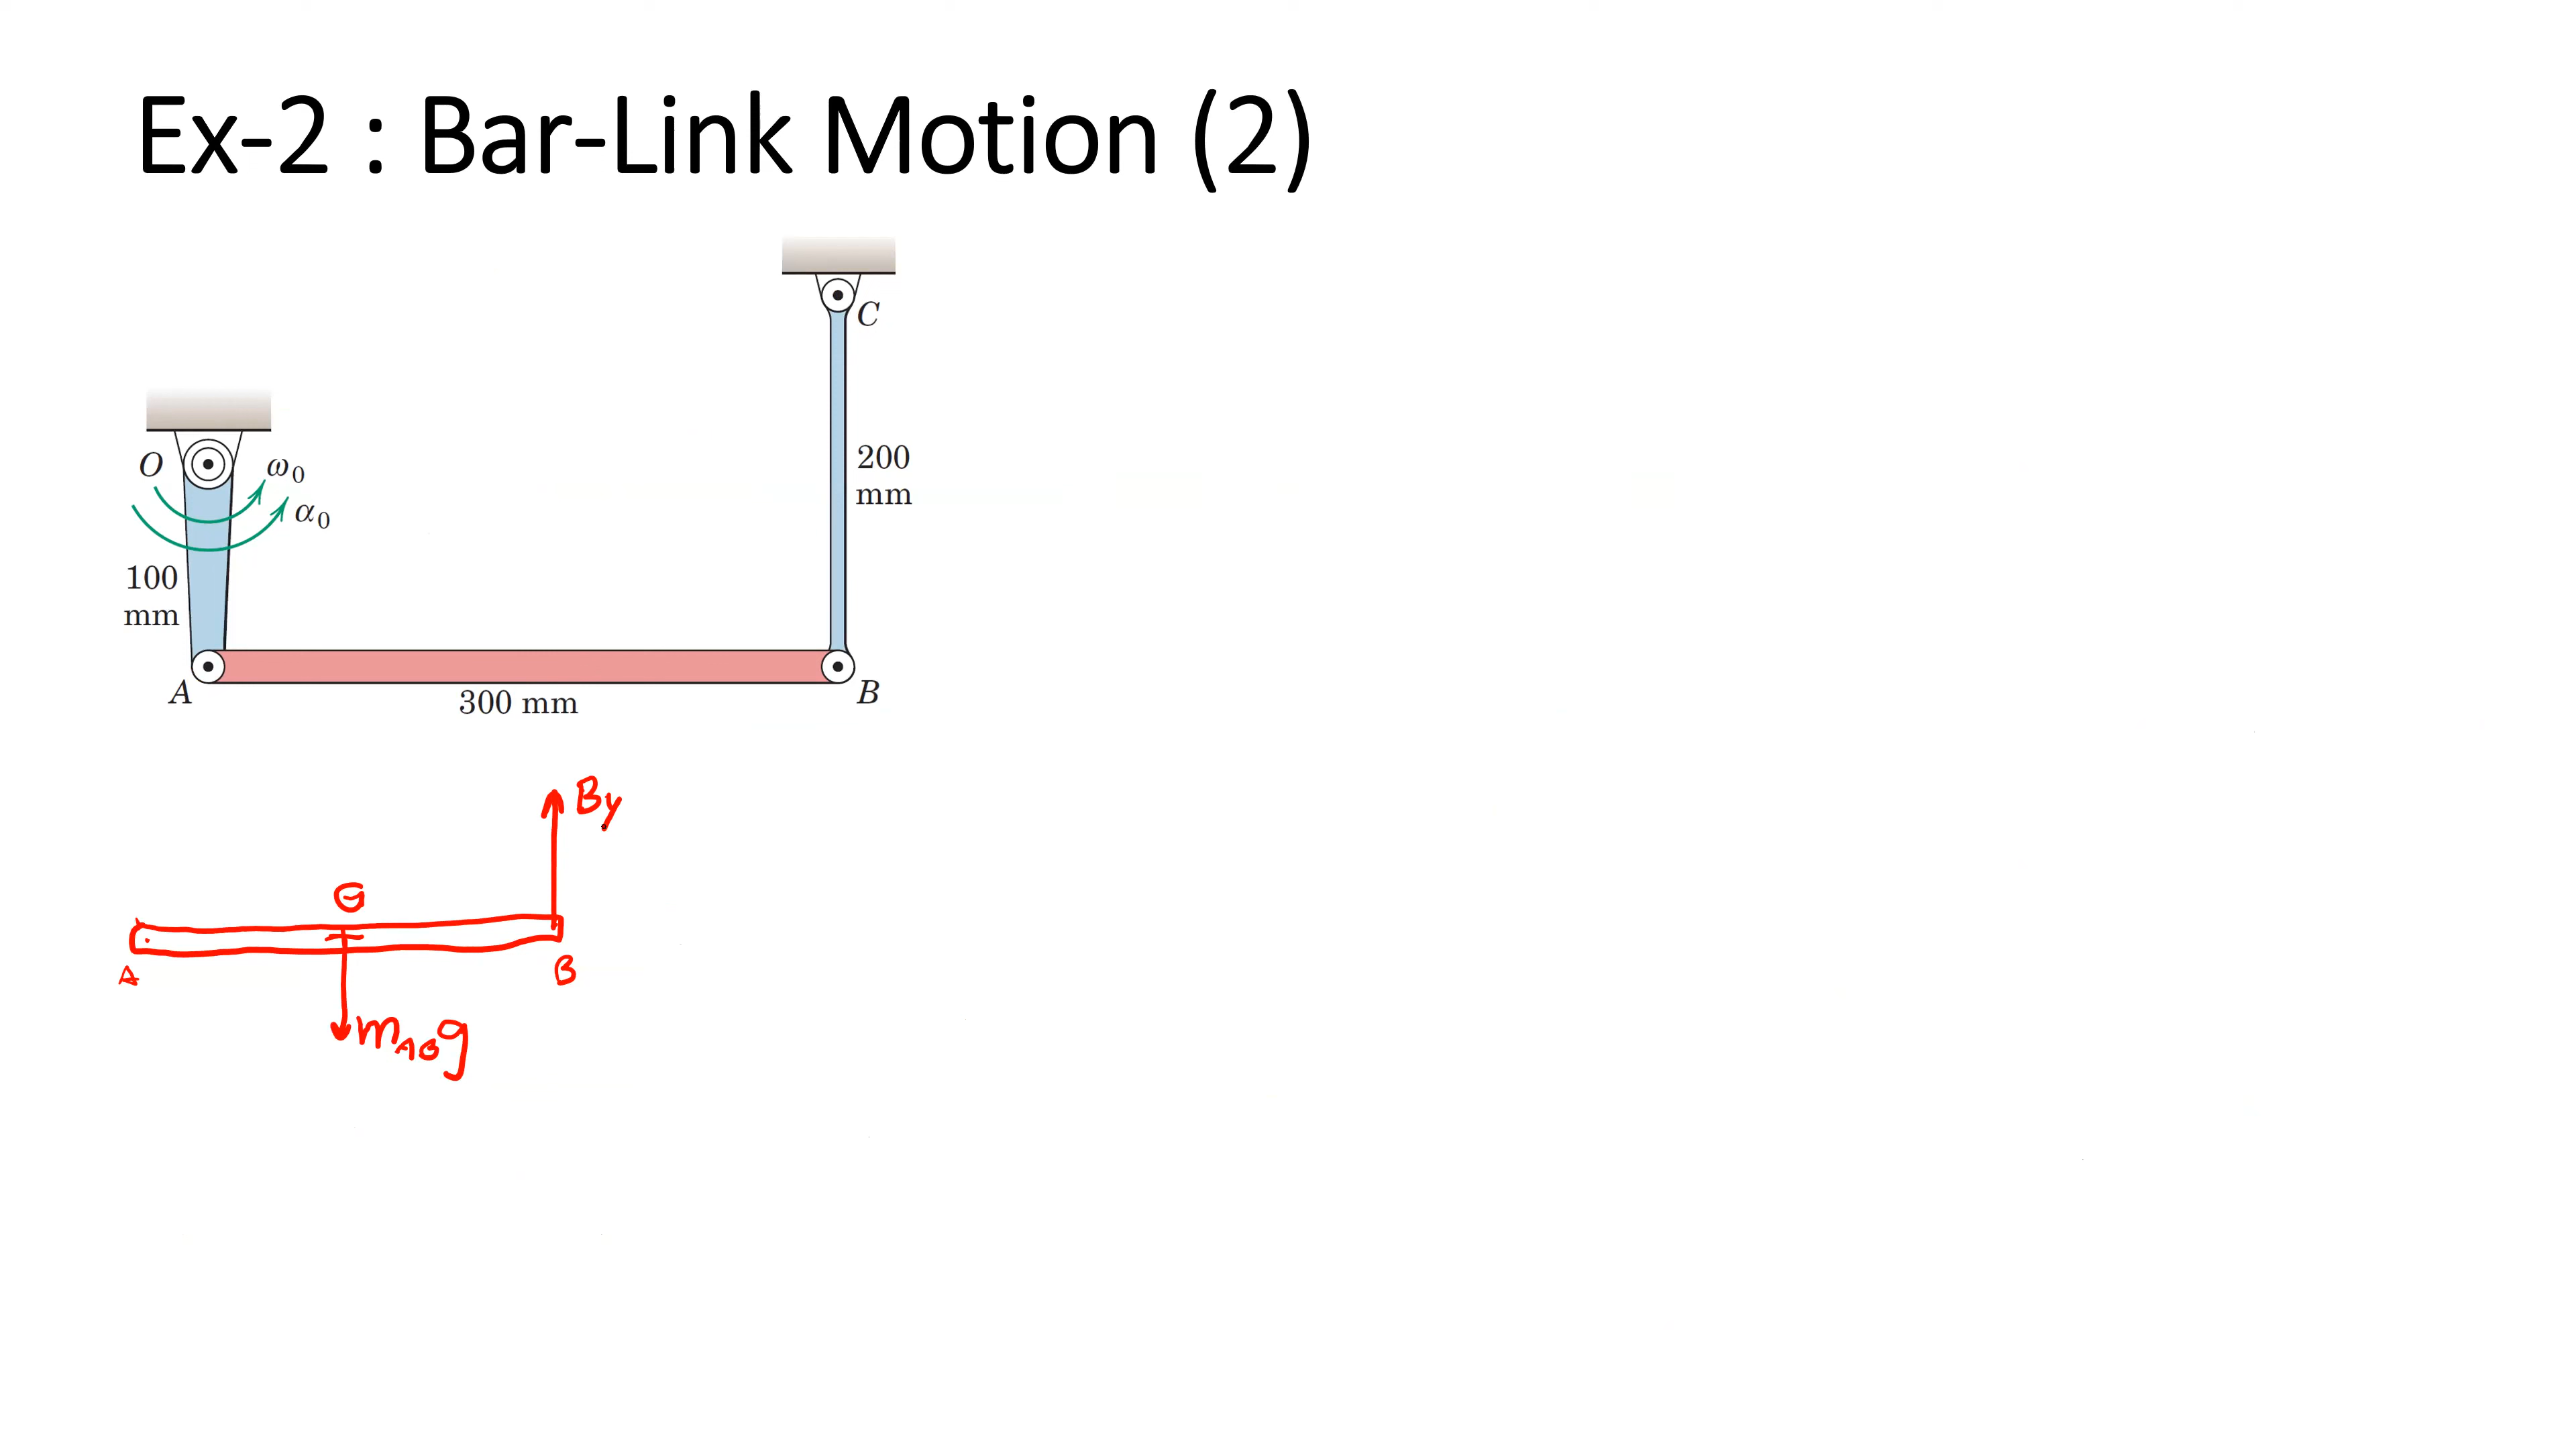 Ex-2 : Bar-Link Motion (2)
C
O
ω0
α0
200
mm
100
mm
A
B
300 mm
By
G
A
B
mABg